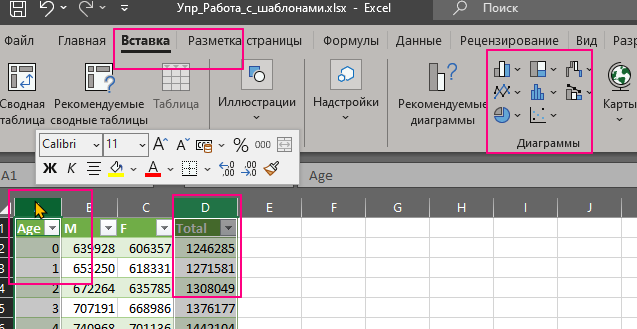 Упр_Работа_с_шаблонами.xlsx - Excel
Поиск
Файл Главная Вставка Разметка страницы Формулы Данные Рецензирование Вид
Сводная таблица
Рекомендуемые сводные таблицы
Таблица
Иллюстрации
Надстройки
Рекомендуемые диаграммы
Диаграммы
Карты
Calibri 11 A A % 000
Ж К A ,00
A1 Age
B C D E F G H I J
1 Age M F Total
2 0 639928 606357 1246285
3 1 653250 618331 1271581
4 2 672264 635785 1308049
5 3 707191 668986 1376177
4 740968 701136 1442104